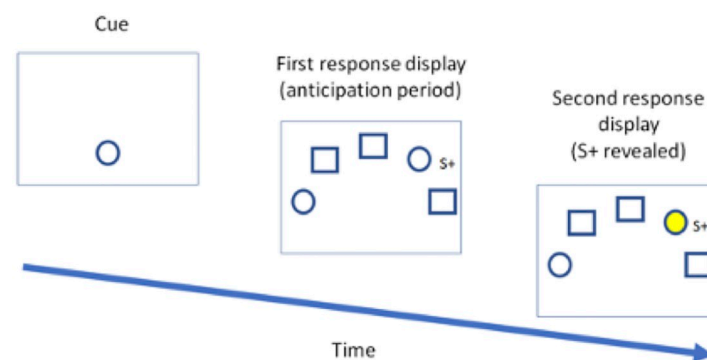 Cue
First response display
(anticipation period)
S+
Second response
display
(S+ revealed)
S+
Time